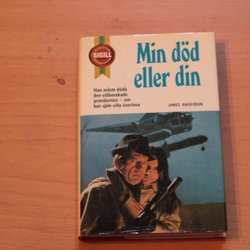 SIGILL
Min död
eller din
Han måste döda
den välbevakade
presidenten – om
han själv ville överleva
JAMES ANDERSON